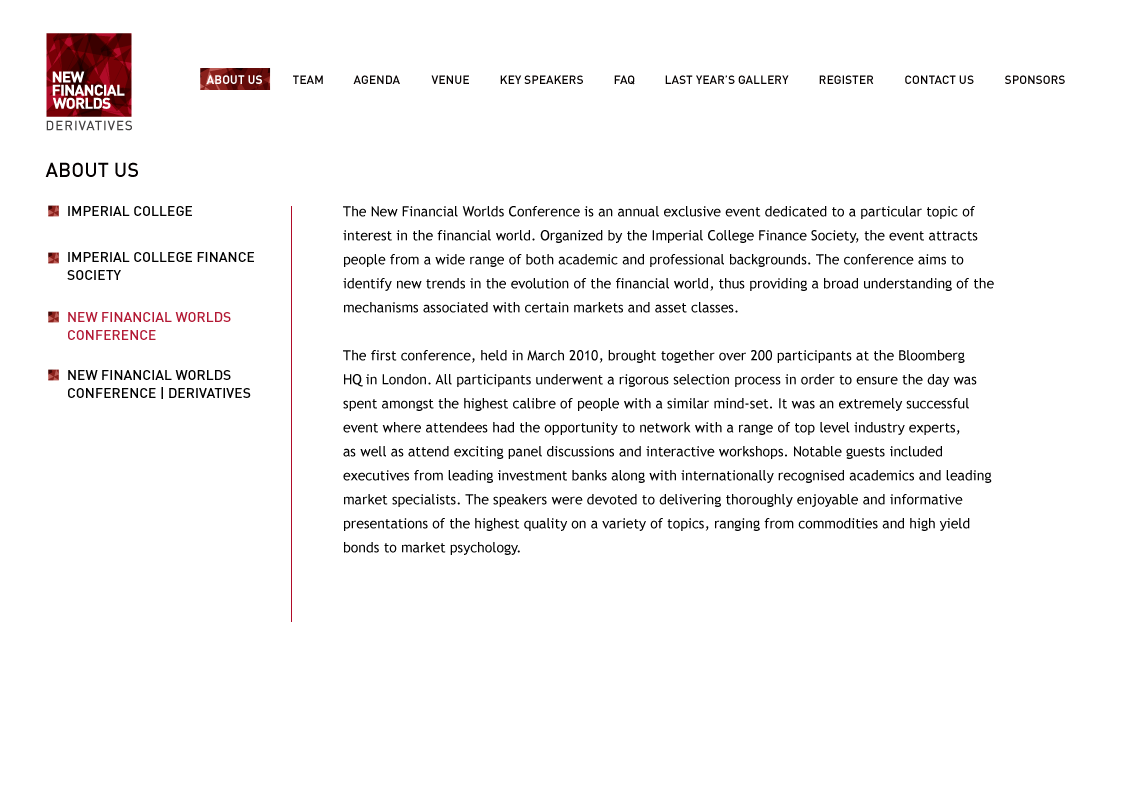 NEW
FINANCIAL
WORLDS
DERIVATIVES
ABOUT US TEAM AGENDA VENUE KEY SPEAKERS FAQ LAST YEAR'S GALLERY REGISTER CONTACT US SPONSORS
ABOUT US
IMPERIAL COLLEGE
IMPERIAL COLLEGE FINANCE
SOCIETY
NEW FINANCIAL WORLDS
CONFERENCE
NEW FINANCIAL WORLDS
CONFERENCE | DERIVATIVES
The New Financial Worlds Conference is an annual exclusive event dedicated to a particular topic of
interest in the financial world. Organized by the Imperial College Finance Society, the event attracts
people from a wide range of both academic and professional backgrounds. The conference aims to
identify new trends in the evolution of the financial world, thus providing a broad understanding of the
mechanisms associated with certain markets and asset classes.
The first conference, held in March 2010, brought together over 200 participants at the Bloomberg
HQ in London. All participants underwent a rigorous selection process in order to ensure the day was
spent amongst the highest calibre of people with a similar mind-set. It was an extremely successful
event where attendees had the opportunity to network with a range of top level industry experts,
as well as attend exciting panel discussions and interactive workshops. Notable guests included
executives from leading investment banks along with internationally recognised academics and leading
market specialists. The speakers were devoted to delivering thoroughly enjoyable and informative
presentations of the highest quality on a variety of topics, ranging from commodities and high yield
bonds to market psychology.